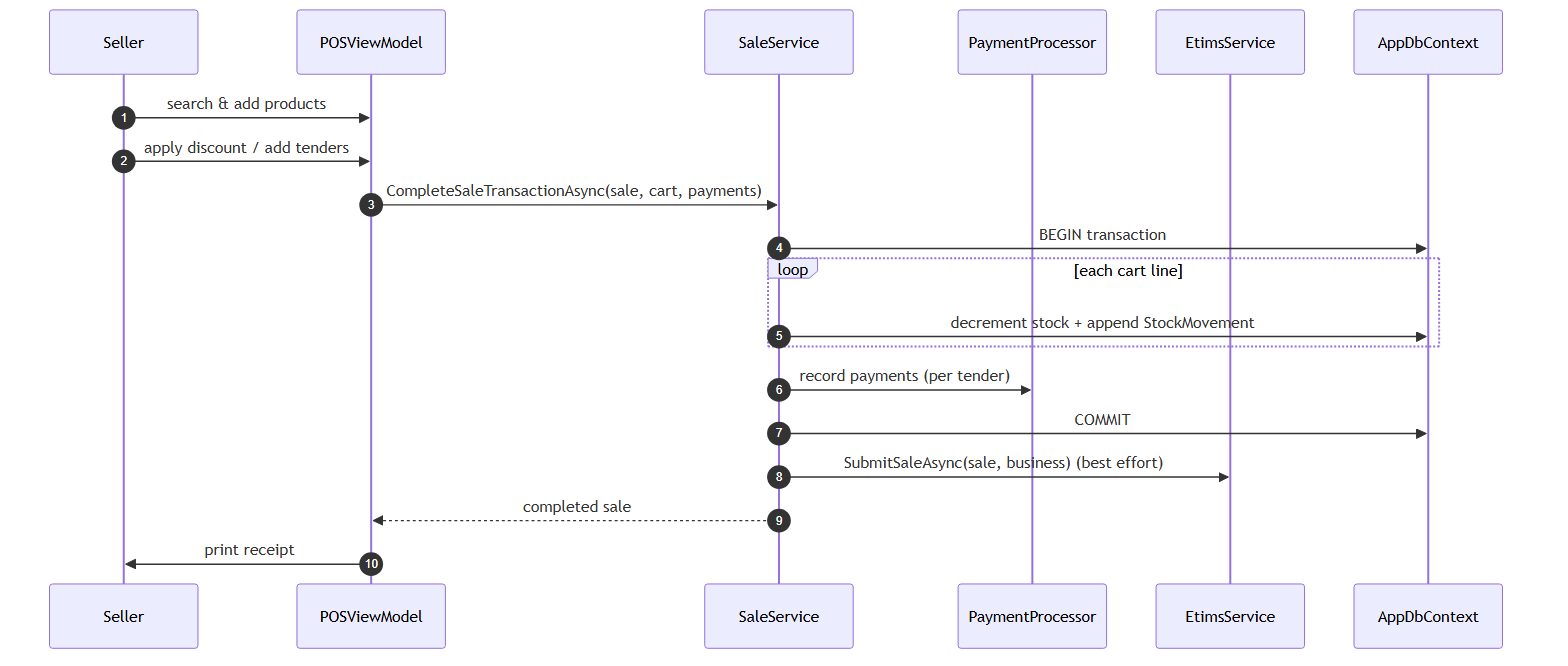 Seller
POSViewModel
SaleService
PaymentProcessor
EtimsService
AppDbContext
search & add products
1
apply discount / add tenders
2
CompleteSaleTransactionAsync(sale, cart, payments)
3
BEGIN transaction
4
loop
[each cart line]
decrement stock + append StockMovement
5
record payments (per tender)
6
COMMIT
7
SubmitSaleAsync(sale, business) (best effort)
8
completed sale
9
print receipt
10
Seller
POSViewModel
SaleService
PaymentProcessor
EtimsService
AppDbContext